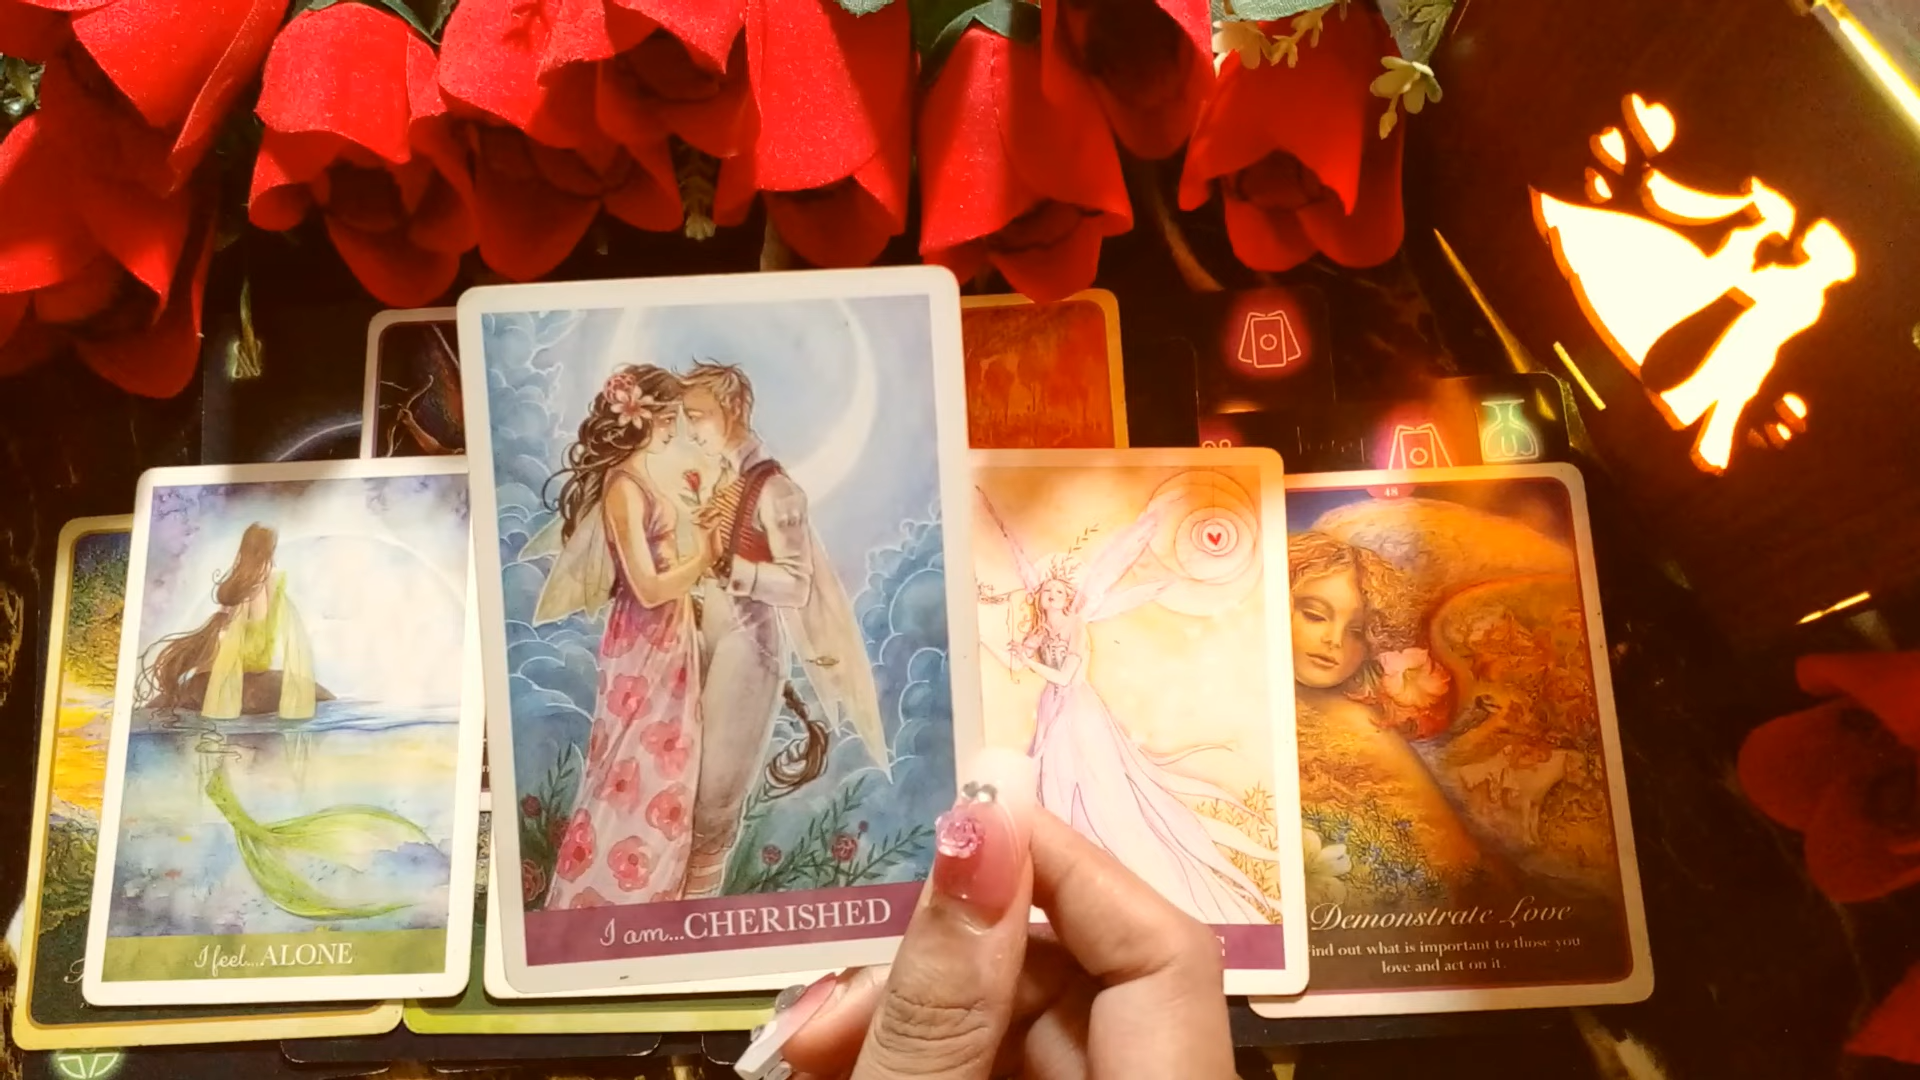 I am...CHERISHED
I feel...ALONE
48
Demonstrate Love
Find out what is important to those you
love and act on it.